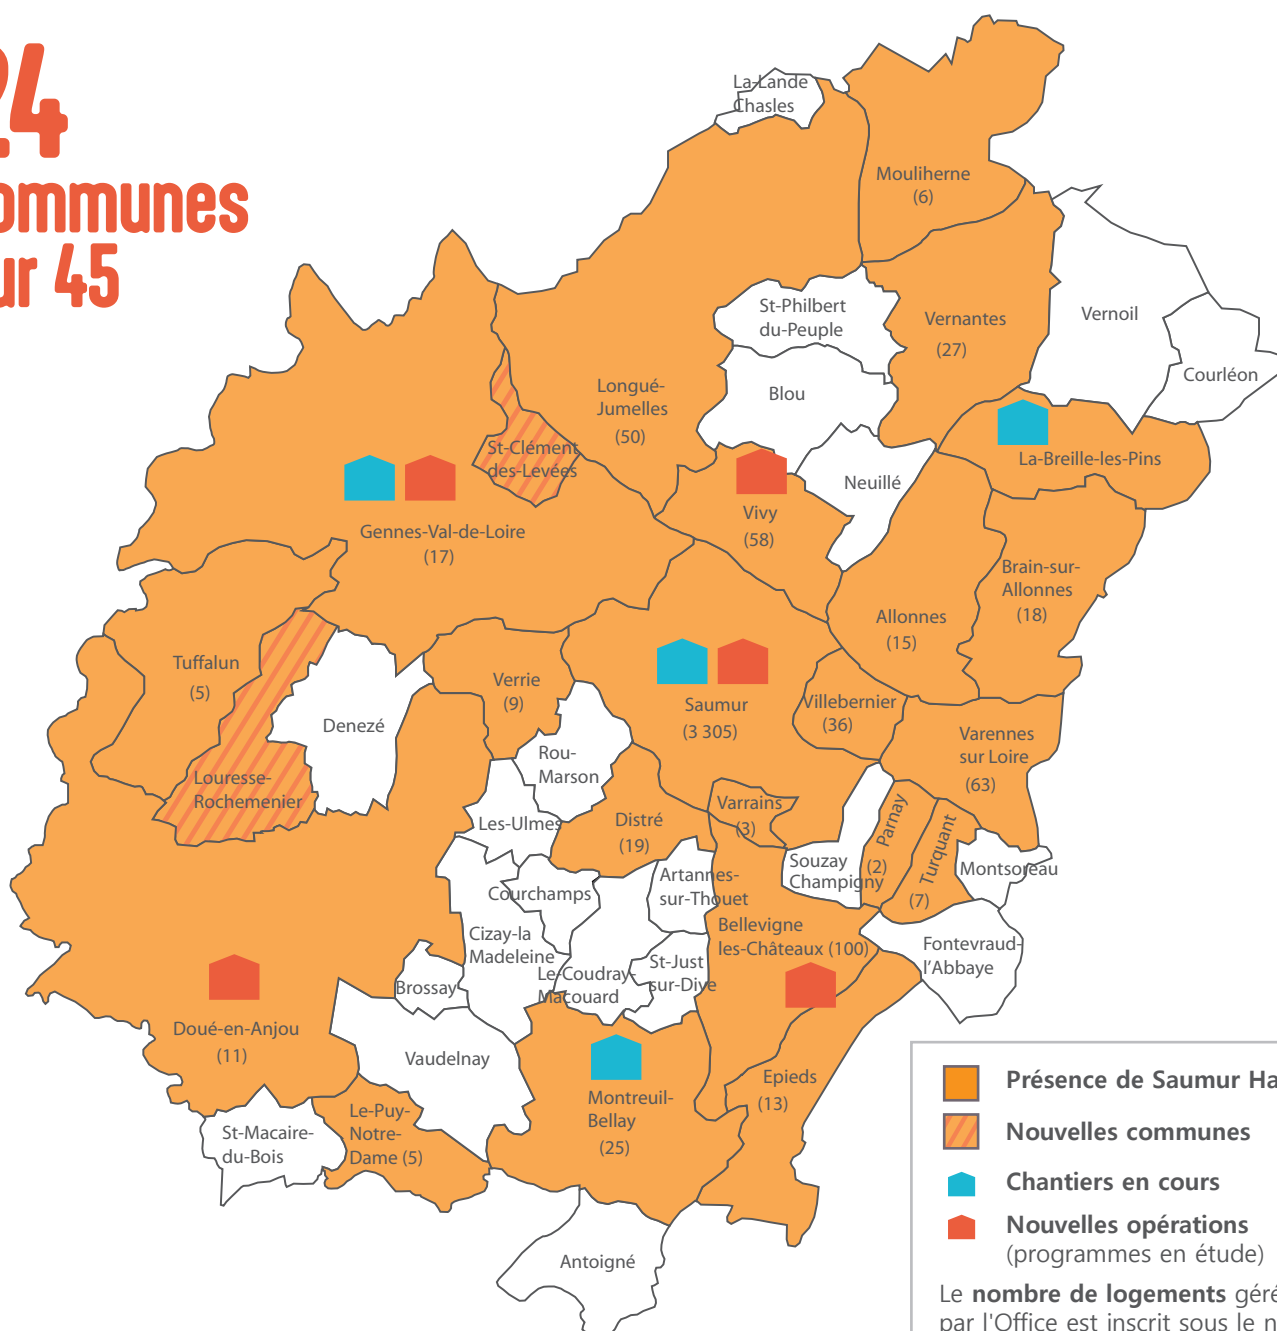 24
ommunes
ur 45
La-Lande
Chasles
Mouliherne
(6)
St-Philbert
du-Peuple
Vernantes
(27)
Vernoil
Courléon
Blou
Longué-
Jumelles
(50)
St-Clément
des-Levées
La-Breille-les-Pins
Neuillé
Vivy
(58)
Gennes-Val-de-Loire
(17)
Brain-sur-
Allonnes
(18)
Allonnes
(15)
Tuffalun
(5)
Verrie
(9)
Saumur
(3 305)
Villebernier
(36)
Denezé
Varennes
sur Loire
(63)
Rou-
Marson
Louresse-
Rochemenier
Les-Ulmes
Distré
(19)
Varrains
(3)
Parnay
(2)
Turquant
(7)
Souzay
Champigny
Montsoreau
Artannes-
sur-Thouet
Courchamps
Bellevigne
les-Châteaux (100)
Cizay-la
Madeleine
Fontevraud-
l'Abbaye
Le-Coudray-
Macouard
St-Just
sur-Dive
Brossay
Doué-en-Anjou
(11)
Vaudelnay
Epieds
(13)
Montreuil-
Bellay
(25)
Le-Puy-
Notre-
Dame (5)
St-Macaire-
du-Bois
Antoigné
Présence de Saumur Ha
Nouvelles communes
Chantiers en cours
Nouvelles opérations
(programmes en étude)
Le nombre de logements géré
par l'Office est inscrit sous le n